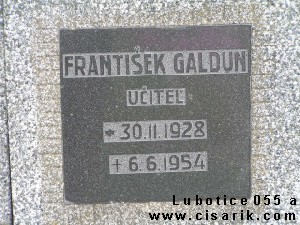 FRANTIŠEK GALDUN
UČITEĽ
* 30.11.1928
+ 6.6.1954
Lubotice 055 a
www.cisarik.com